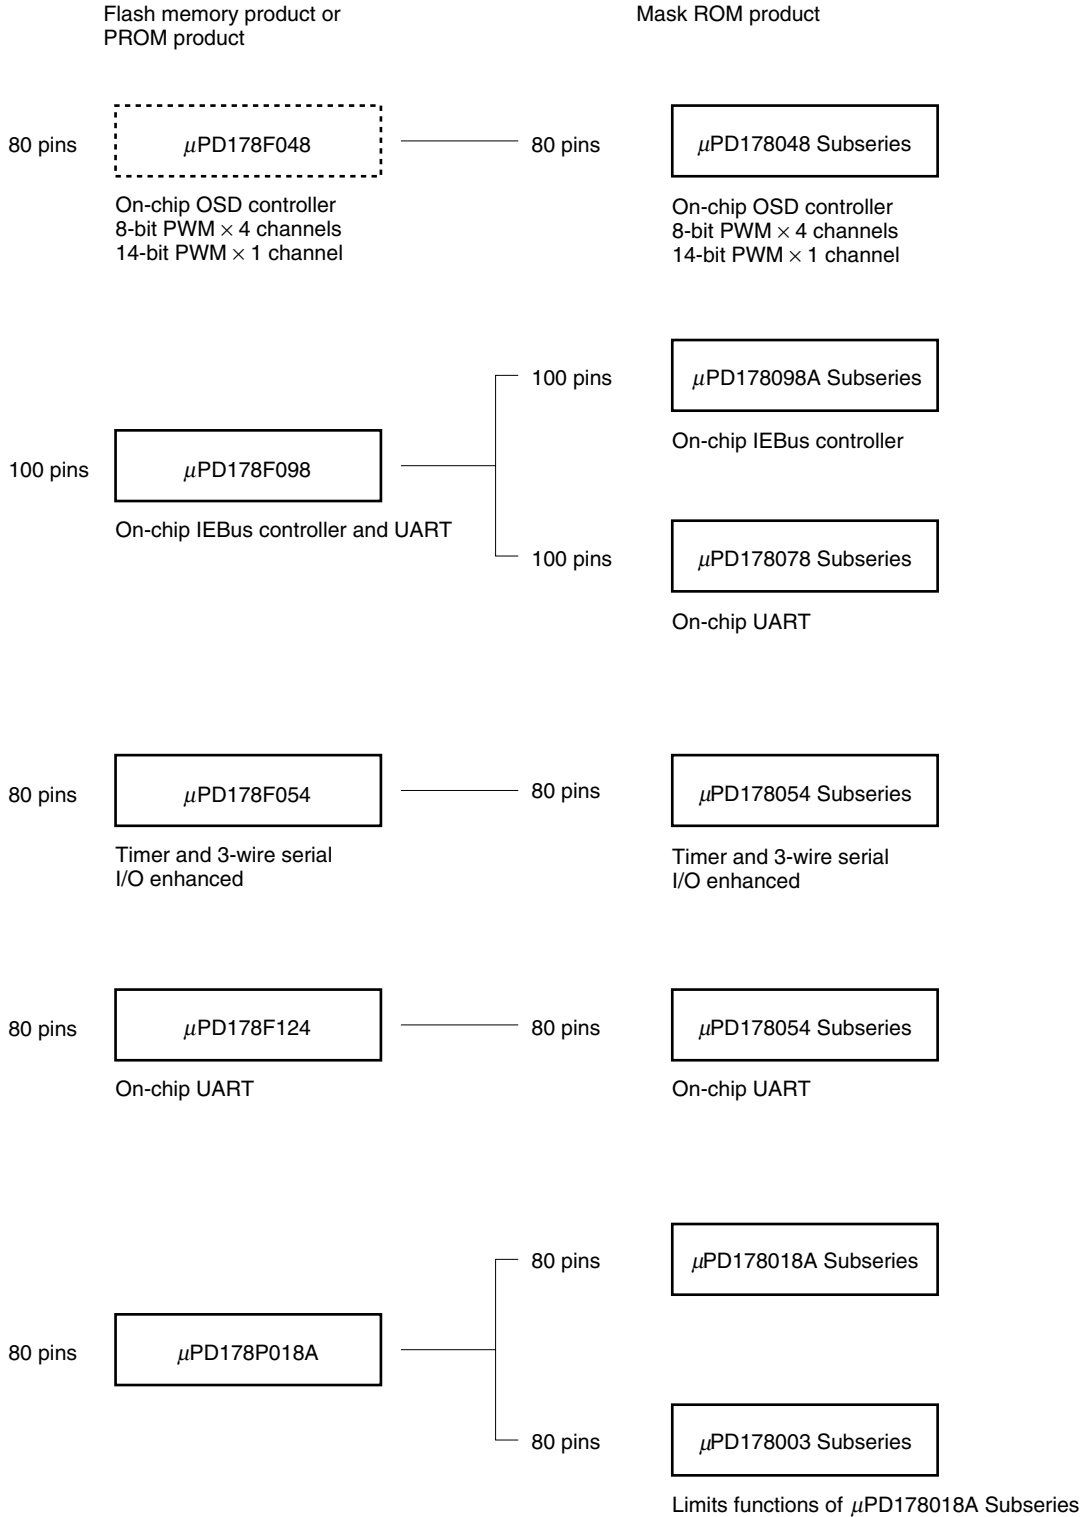 Flash memory product or
PROM product
Mask ROM product
80 pins
μPD178F048
80 pins
μPD178048 Subseries
On-chip OSD controller
8-bit PWM × 4 channels
14-bit PWM × 1 channel
On-chip OSD controller
8-bit PWM × 4 channels
14-bit PWM × 1 channel
100 pins
μPD178098A Subseries
On-chip IEBus controller
100 pins
μPD178F098
On-chip IEBus controller and UART
100 pins
μPD178078 Subseries
On-chip UART
80 pins
μPD178F054
80 pins
μPD178054 Subseries
Timer and 3-wire serial
I/O enhanced
Timer and 3-wire serial
I/O enhanced
80 pins
μPD178F124
80 pins
μPD178054 Subseries
On-chip UART
On-chip UART
80 pins
μPD178018A Subseries
80 pins
μPD178P018A
80 pins
μPD178003 Subseries
Limits functions of μPD178018A Subseries